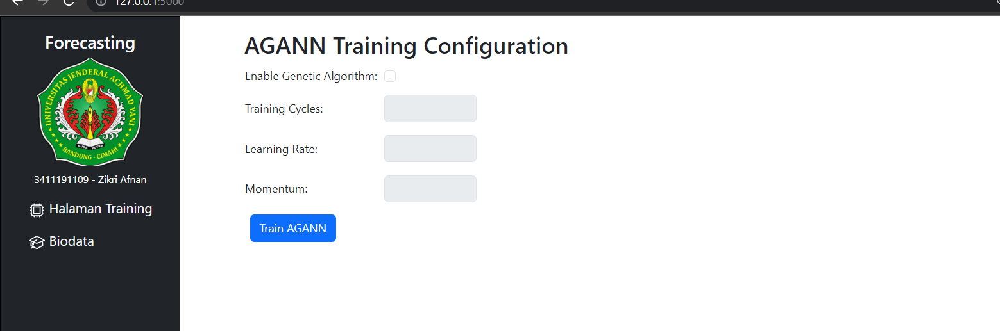 127.0.0.1:5000
Forecasting
UNIVERSITAS JENDERAL ACHMAD YANI
NUSA PUTRA
BANDUNG - CIMAHI
3411191109 - Zikri Afnan
Halaman Training
Biodata
AGANN Training Configuration
Enable Genetic Algorithm:
Training Cycles:
Learning Rate:
Momentum:
Train AGANN